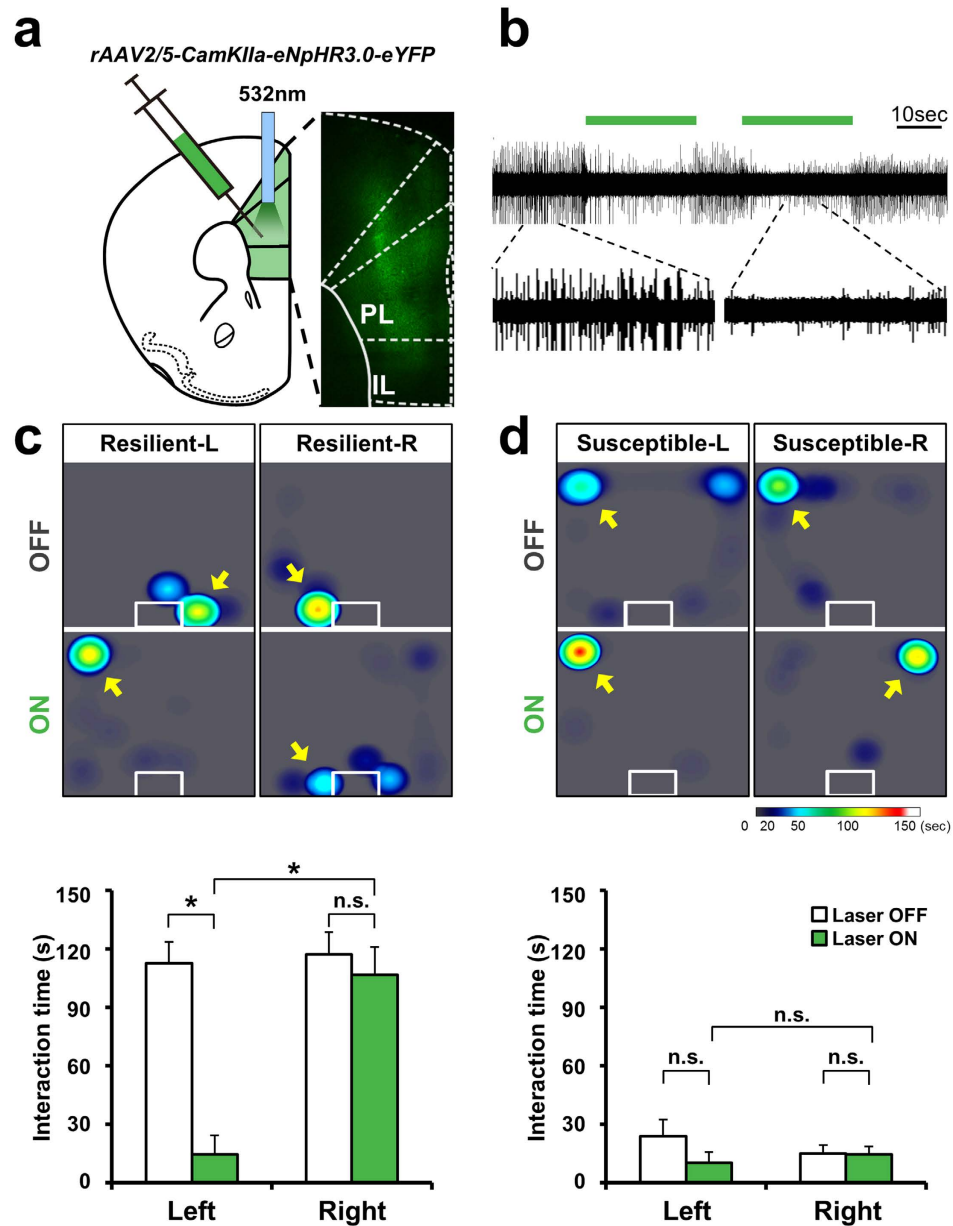 a
rAAV2/5-CamKIIa-eNpHR3.0-eYFP
532nm
PL
IL
b
10sec
c
Resilient-L
Resilient-R
OFF
ON
d
Susceptible-L
Susceptible-R
OFF
ON
0 20 50 100 150 (sec)
Interaction time (s)
150
120
90
60
30
0
*
*
n.s.
Left
Right
Interaction time (s)
150
120
90
60
30
0
Laser OFF
Laser ON
n.s.
n.s.
n.s.
Left
Right